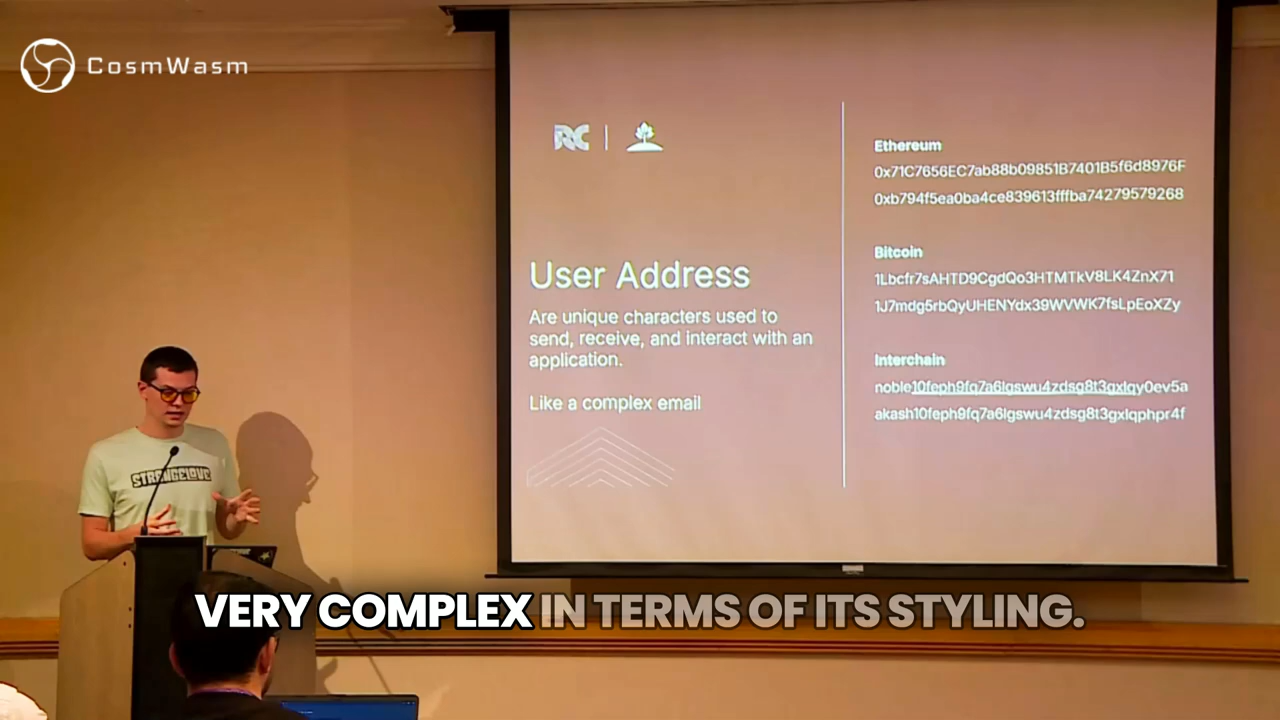 CosmWasm
RC
User Address
Are unique characters used to
send, receive, and interact with an
application.
Like a complex email
Ethereum
0x71C7656EC7ab88b09851B7401B5f6d8976F
0xb794f5ea0ba4ce839613fffba74279579268
Bitcoin
1Lbcfr7sAHTD9CgdQo3HTMTkV8LK4ZnX71
1J7mdg5rbQyUHENYdx39WVWK7fsLpEoXZy
Interchain
noble10feph9fq7a6lgswu4zdsg8t3gxlqy0ev5a
akash10feph9fq7a6lgswu4zdsg8t3gxlqphpr4f
STRANGELOVE
VERY COMPLEX IN TERMS OF ITS STYLING.